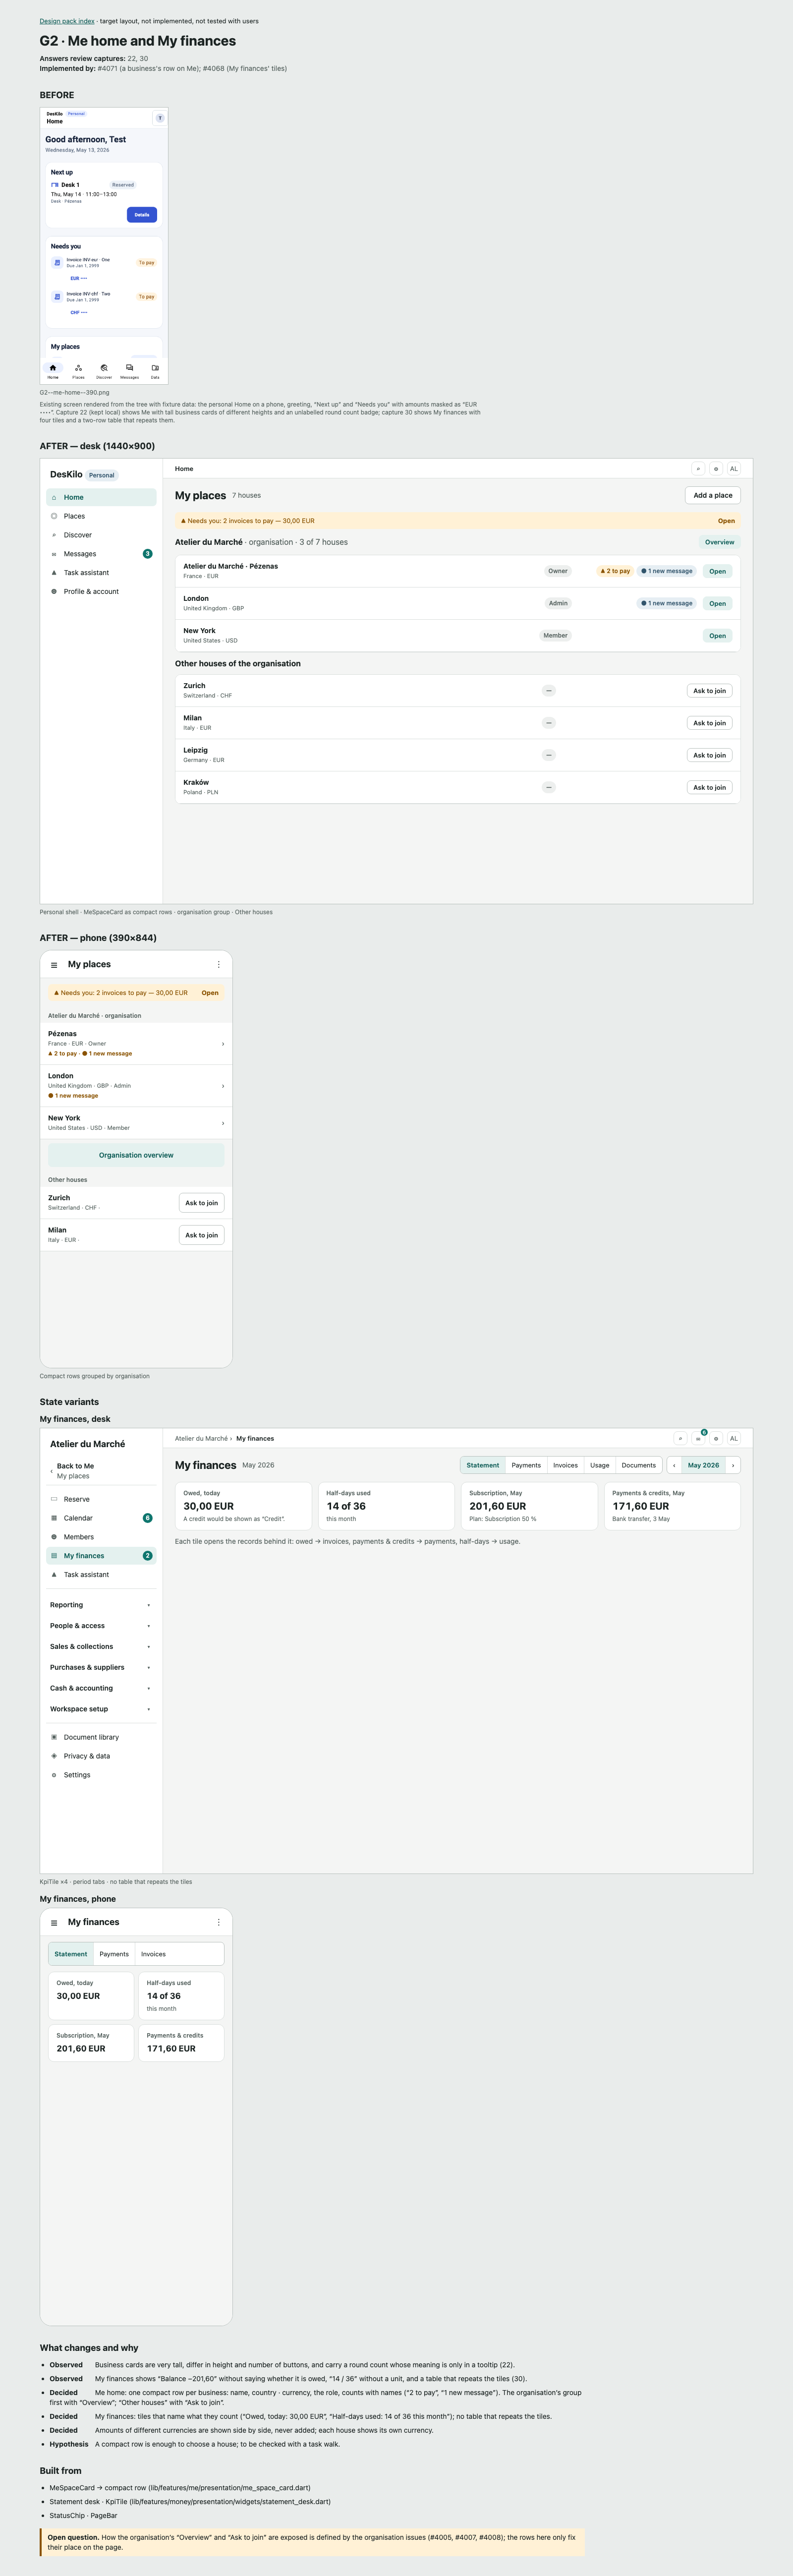 Design pack index · target layout, not implemented, not tested with users
G2 · Me home and My finances
Answers review captures: 22, 30
Implemented by: #4071 (a business's row on Me); #4068 (My finances' tiles)
BEFORE
DesKilo Personal
Home
T
Good afternoon, Test
Wednesday, May 13, 2026
Next up
Desk 1 Reserved
Thu, May 14 · 11:00–13:00
Desk · Pézenas
Details
Needs you
Invoice INV-eur · One
Due Jan 1, 2999
To pay
EUR ••••
Invoice INV-chf · Two
Due Jan 1, 2999
To pay
CHF ••••
My places
Home Places Discover Messages Data
G2--me-home--390.png
Existing screen rendered from the tree with fixture data: the personal Home on a phone, greeting, "Next up" and "Needs you" with amounts masked as "EUR
••••". Capture 22 (kept local) shows Me with tall business cards of different heights and an unlabelled round count badge; capture 30 shows My finances with
four tiles and a two-row table that repeats them.
AFTER — desk (1440×900)
DesKilo Personal
Home
Places
Discover
Messages 3
Task assistant
Profile & account
Home
AL
My places 7 houses
Add a place
▲ Needs you: 2 invoices to pay — 30,00 EUR
Open
Atelier du Marché · organisation · 3 of 7 houses
Overview
Atelier du Marché · Pézenas
France · EUR
Owner
▲ 2 to pay
● 1 new message
Open
London
United Kingdom · GBP
Admin
● 1 new message
Open
New York
United States · USD
Member
Open
Other houses of the organisation
Zurich
Switzerland · CHF
—
Ask to join
Milan
Italy · EUR
—
Ask to join
Leipzig
Germany · EUR
—
Ask to join
Kraków
Poland · PLN
—
Ask to join
Personal shell · MeSpaceCard as compact rows · organisation group · Other houses
AFTER — phone (390×844)
≡ My places ⋮
▲ Needs you: 2 invoices to pay — 30,00 EUR Open
Atelier du Marché · organisation
Pézenas
France · EUR · Owner
▲ 2 to pay · ● 1 new message
›
London
United Kingdom · GBP · Admin
● 1 new message
›
New York
United States · USD · Member
›
Organisation overview
Other houses
Zurich
Switzerland · CHF ·
Ask to join
Milan
Italy · EUR ·
Ask to join
Compact rows grouped by organisation
State variants
My finances, desk
Atelier du Marché
‹ Back to Me
My places
Reserve
Calendar 6
Members
My finances 2
Task assistant
Reporting
People & access
Sales & collections
Purchases & suppliers
Cash & accounting
Workspace setup
Document library
Privacy & data
Settings
Atelier du Marché › My finances
6
AL
My finances May 2026
Statement Payments Invoices Usage Documents
‹ May 2026 ›
Owed, today
30,00 EUR
A credit would be shown as "Credit".
Half-days used
14 of 36
this month
Subscription, May
201,60 EUR
Plan: Subscription 50 %
Payments & credits, May
171,60 EUR
Bank transfer, 3 May
Each tile opens the records behind it: owed → invoices, payments & credits → payments, half-days → usage.
KpiTile ×4 · period tabs · no table that repeats the tiles
My finances, phone
≡ My finances ⋮
Statement Payments Invoices
Owed, today
30,00 EUR
Half-days used
14 of 36
this month
Subscription, May
201,60 EUR
Payments & credits
171,60 EUR
What changes and why
• Observed Business cards are very tall, differ in height and number of buttons, and carry a round count whose meaning is only in a tooltip (22).
• Observed My finances shows "Balance −201,60" without saying whether it is owed, "14 / 36" without a unit, and a table that repeats the tiles (30).
• Decided Me home: one compact row per business: name, country · currency, the role, counts with names ("2 to pay", "1 new message"). The organisation's group
first with "Overview"; "Other houses" with "Ask to join".
• Decided My finances: tiles that name what they count ("Owed, today: 30,00 EUR", "Half-days used: 14 of 36 this month"); no table that repeats the tiles.
• Decided Amounts of different currencies are shown side by side, never added; each house shows its own currency.
• Hypothesis A compact row is enough to choose a house; to be checked with a task walk.
Built from
• MeSpaceCard → compact row (lib/features/me/presentation/me_space_card.dart)
• Statement desk · KpiTile (lib/features/money/presentation/widgets/statement_desk.dart)
• StatusChip · PageBar
Open question. How the organisation's "Overview" and "Ask to join" are exposed is defined by the organisation issues (#4005, #4007, #4008); the rows here only fix
their place on the page.